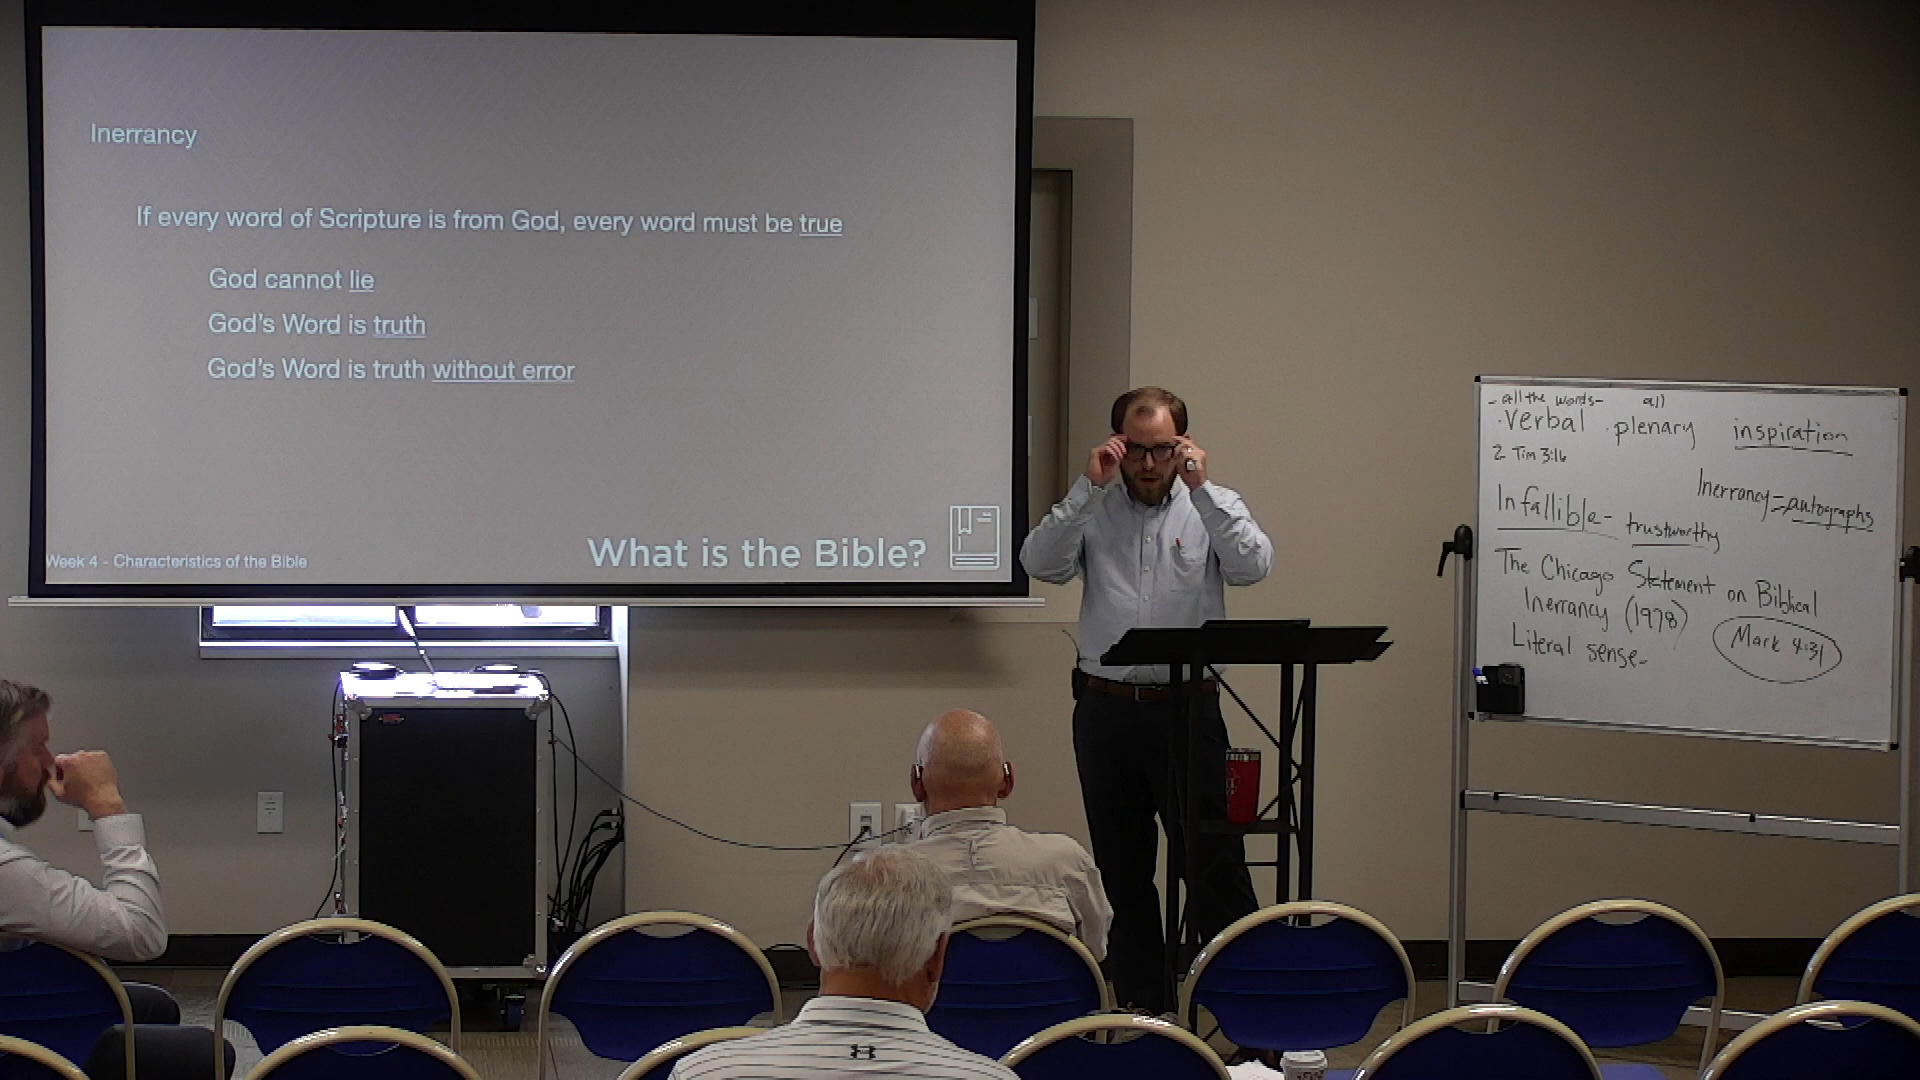 Inerrancy
If every word of Scripture is from God, every word must be true
God cannot lie
God's Word is truth
God's Word is truth without error
What is the Bible?
Week 4 - Characteristics of the Bible
- all the words- all
·Verbal ·plenary inspiration
2 Tim 3:16
Inerrancy = autographs
Infallible - trustworthy
The Chicago Statement on Biblical
Inerrancy (1978)
Mark 4:31
Literal sense-